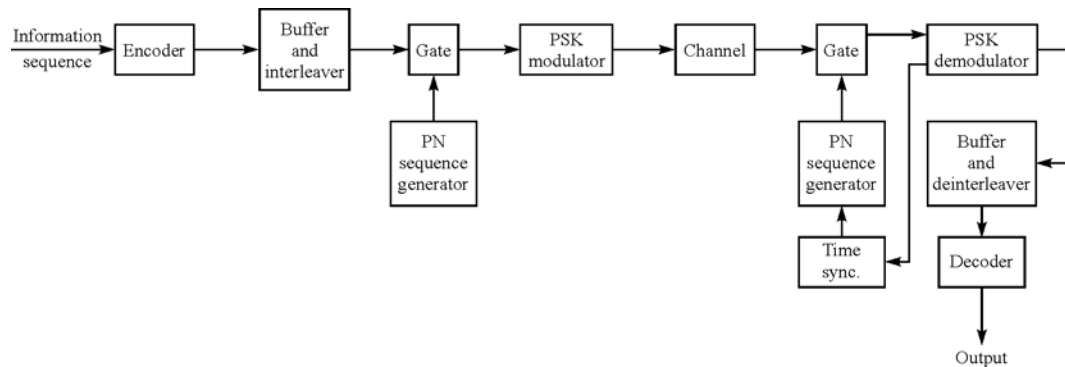 Information
sequence
Encoder
Buffer
and
interleaver
Gate
PSK
modulator
Channel
Gate
PSK
demodulator
PN
sequence
generator
PN
sequence
generator
Buffer
and
deinterleaver
Time
sync.
Decoder
Output